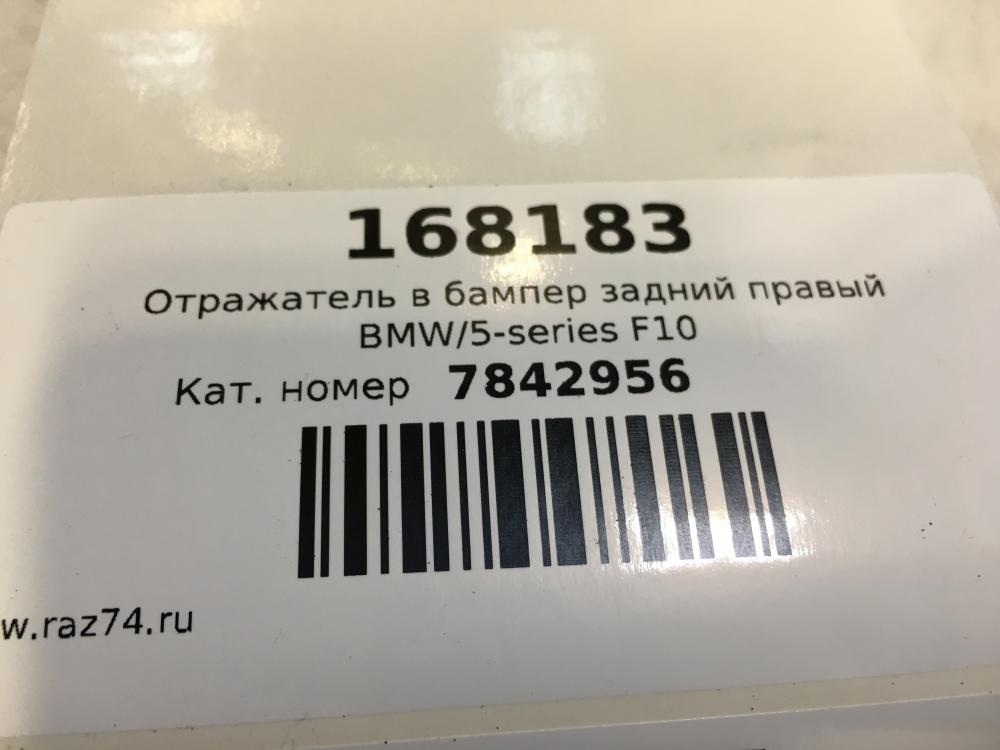 168183
Отражатель в бампер задний правый
BMW/5-series F10
Кат. номер 7842956
w.raz74.ru